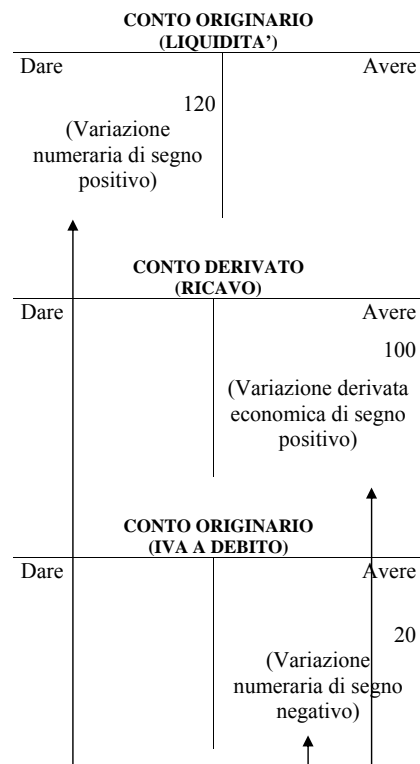 CONTO ORIGINARIO
(LIQUIDITA’)
Dare Avere
120
(Variazione
numeraria di segno
positivo)
CONTO DERIVATO
(RICAVO)
Dare Avere
100
(Variazione derivata
economica di segno
positivo)
CONTO ORIGINARIO
(IVA A DEBITO)
Dare Avere
20
(Variazione
numeraria di segno
negativo)